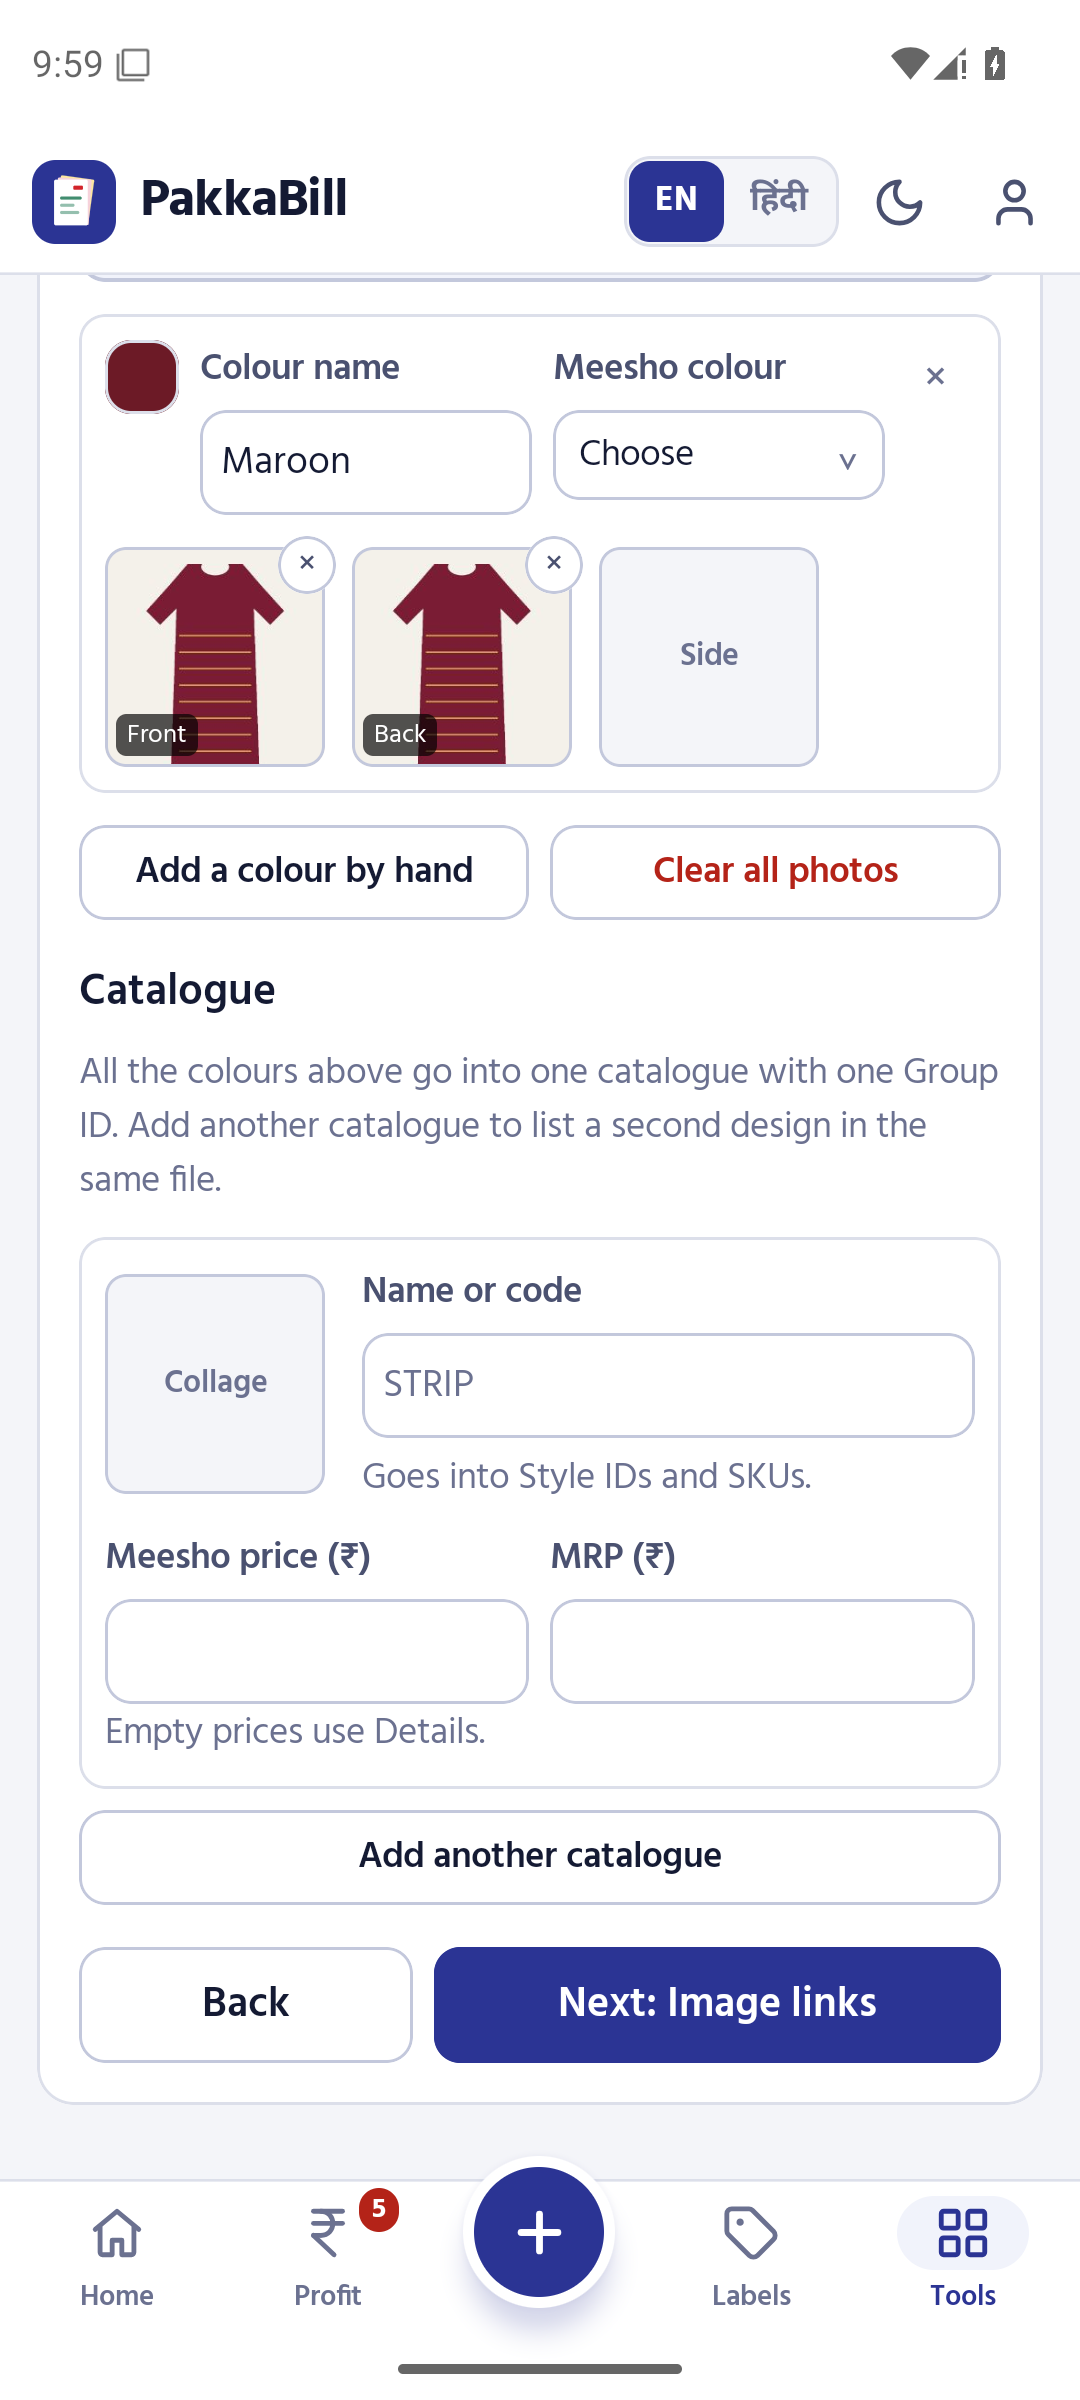 9:59
PakkaBill
EN
हिंदी
Colour name
Meesho colour
×
Maroon
Choose
×
×
Front
Back
Side
Add a colour by hand
Clear all photos
Catalogue
All the colours above go into one catalogue with one Group
ID. Add another catalogue to list a second design in the
same file.
Collage
Name or code
STRIP
Goes into Style IDs and SKUs.
Meesho price (₹)
MRP (₹)
Empty prices use Details.
Add another catalogue
Back
Next: Image links
5
Home
Profit
Labels
Tools